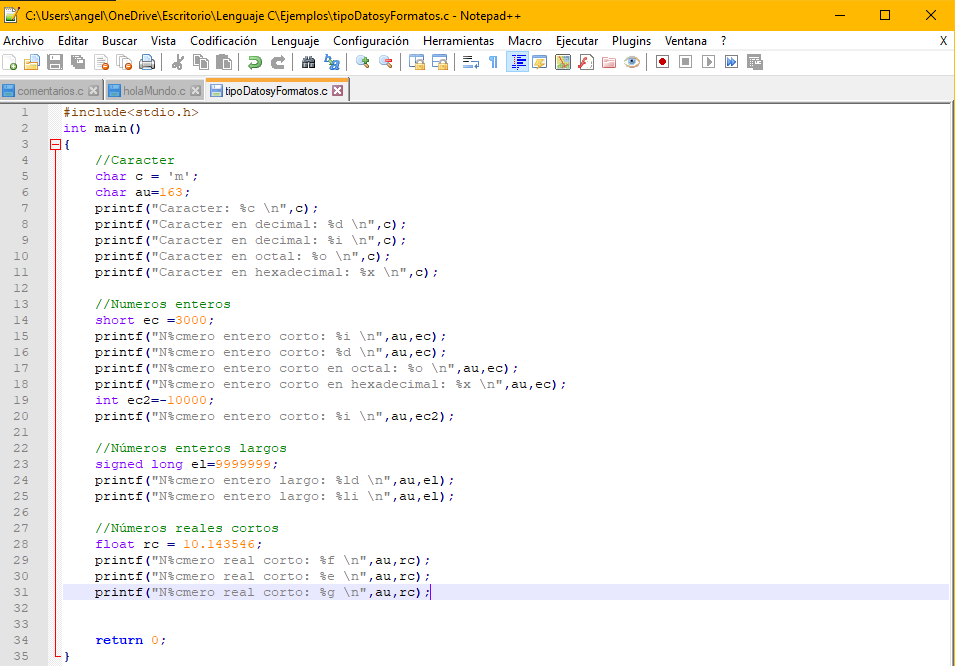 C:\Users\angel\OneDrive\Escritorio\Lenguaje C\Ejemplos\tipoDatosyFormatos.c - Notepad++
Archivo Editar Buscar Vista Codificación Lenguaje Configuración Herramientas Macro Ejecutar Plugins Ventana ? X
comentarios.c holaMundo.c tipoDatosyFormatos.c
1 #include<stdio.h>
2 int main()
3 {
4 //Caracter
5 char c = 'm';
6 char au=163;
7 printf("Caracter: %c \n",c);
8 printf("Caracter en decimal: %d \n",c);
9 printf("Caracter en decimal: %i \n",c);
10 printf("Caracter en octal: %o \n",c);
11 printf("Caracter en hexadecimal: %x \n",c);
12
13 //Numeros enteros
14 short ec =3000;
15 printf("N%cmero entero corto: %i \n",au,ec);
16 printf("N%cmero entero corto: %d \n",au,ec);
17 printf("N%cmero entero corto en octal: %o \n",au,ec);
18 printf("N%cmero entero corto en hexadecimal: %x \n",au,ec);
19 int ec2=-10000;
20 printf("N%cmero entero corto: %i \n",au,ec2);
21
22 //Números enteros largos
23 signed long el=9999999;
24 printf("N%cmero entero largo: %ld \n",au,el);
25 printf("N%cmero entero largo: %li \n",au,el);
26
27 //Números reales cortos
28 float rc = 10.143546;
29 printf("N%cmero real corto: %f \n",au,rc);
30 printf("N%cmero real corto: %e \n",au,rc);
31 printf("N%cmero real corto: %g \n",au,rc);
32
33
34 return 0;
35 }